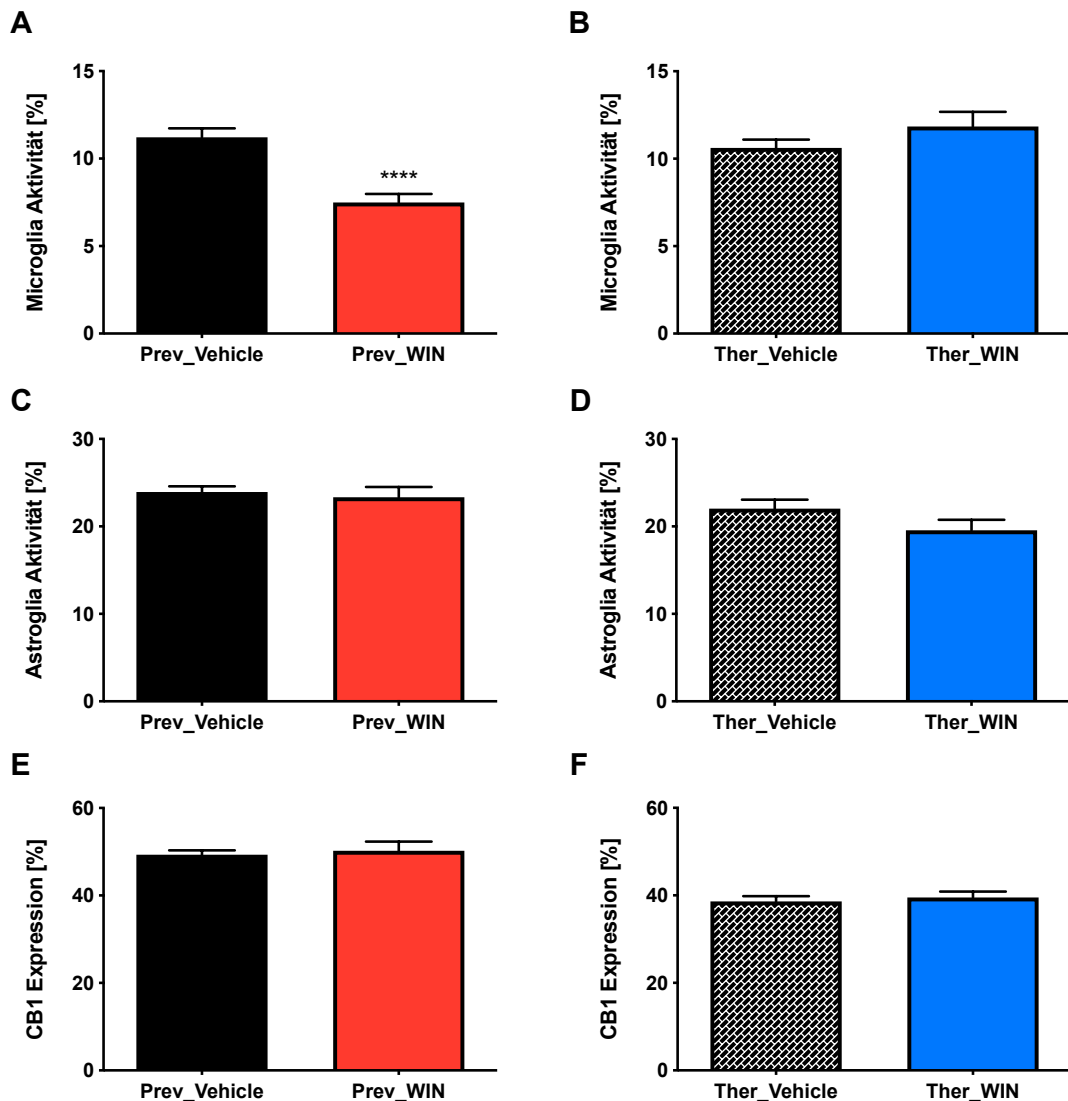 A
Microglia Aktivität [%]
15
10
5
0
****
Prev_Vehicle Prev_WIN
B
Microglia Aktivität [%]
15
10
5
0
Ther_Vehicle Ther_WIN
C
Astroglia Aktivität [%]
30
20
10
0
Prev_Vehicle Prev_WIN
D
Astroglia Aktivität [%]
30
20
10
0
Ther_Vehicle Ther_WIN
E
CB1 Expression [%]
60
40
20
0
Prev_Vehicle Prev_WIN
F
CB1 Expression [%]
60
40
20
0
Ther_Vehicle Ther_WIN